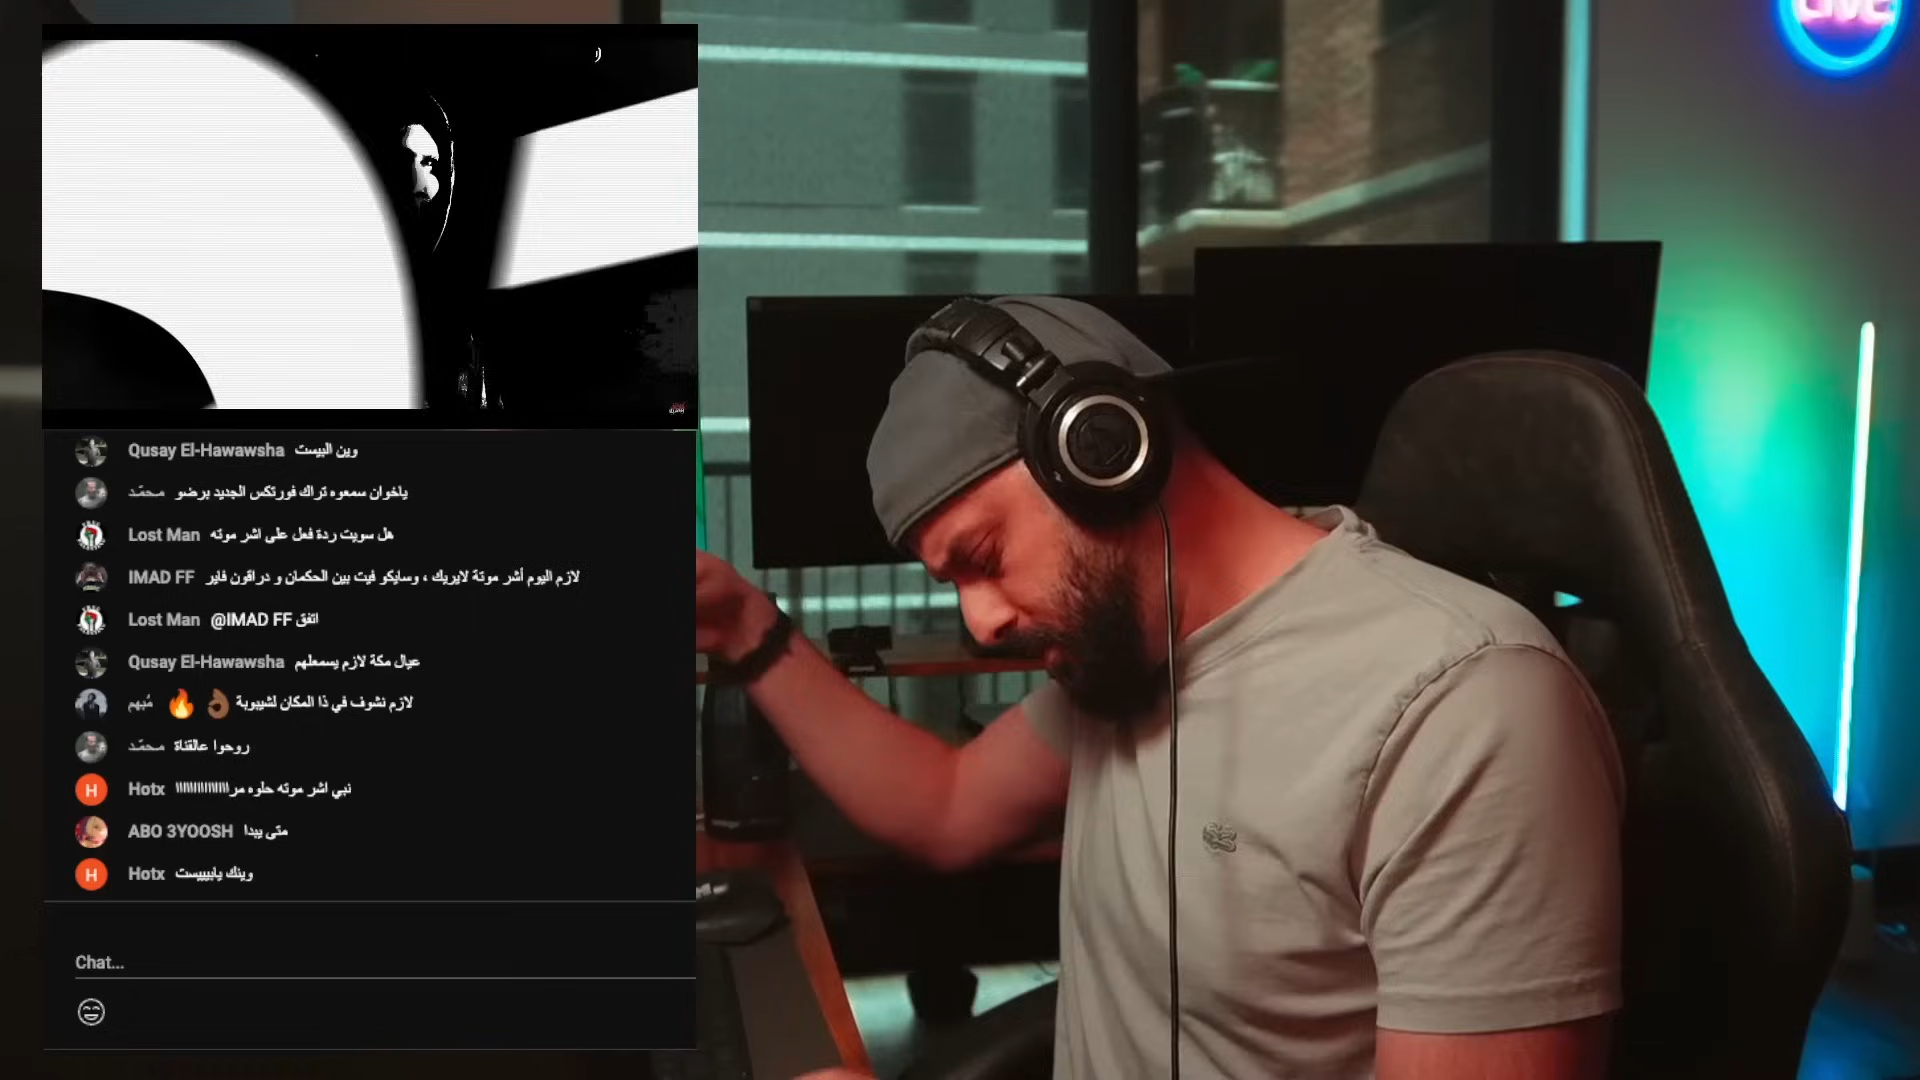 LIVE
Qusay El-Hawawsha وين البيست
محمّد ياخوان سمعوه تراك فورتكس الجديد برضو
Lost Man هل سويت ردة فعل على اشر موته
IMAD FF لازم اليوم أشر موتة لايريك ، وسايكو فيت بين الحكمان و دراقون فاير
Lost Man @IMAD FF اتفق
Qusay El-Hawawsha عيال مكة لازم يسمعلهم
مُبهم 🔥 👌🏾 لازم نشوف في ذا المكان لشيبوبة
محمّد روحوا عالقناة
H Hotx نبي اشر موته حلوه مراااااااااااااا
ABO 3YOOSH متى يبدا
H Hotx وينك يابيييست
Chat...